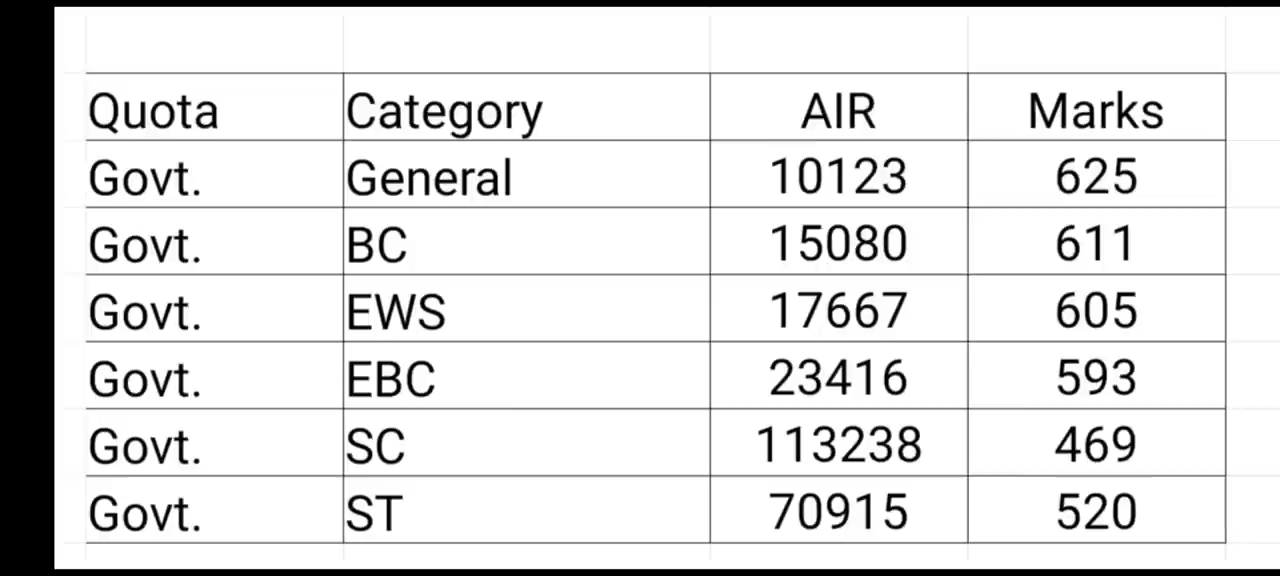 Quota Category AIR Marks
Govt. General 10123 625
Govt. BC 15080 611
Govt. EWS 17667 605
Govt. EBC 23416 593
Govt. SC 113238 469
Govt. ST 70915 520